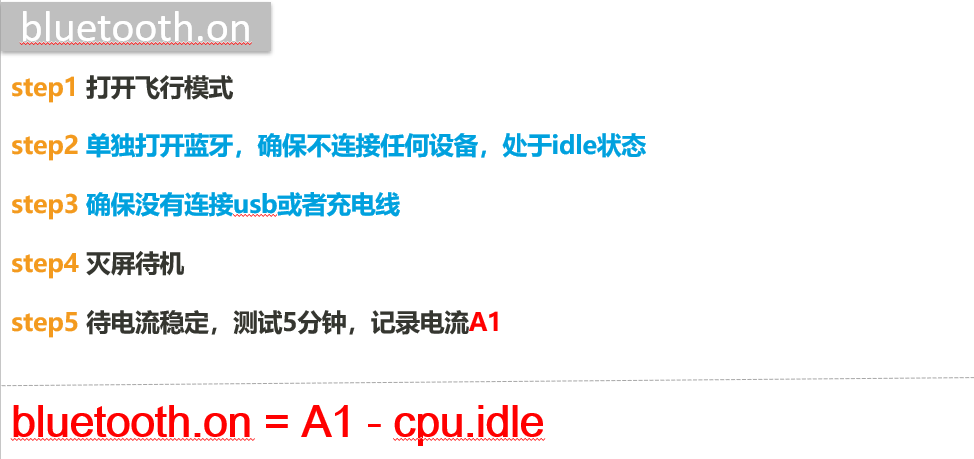 bluetooth.on
step1 打开飞行模式
step2 单独打开蓝牙，确保不连接任何设备，处于idle状态
step3 确保没有连接usb或者充电线
step4 灭屏待机
step5 待电流稳定，测试5分钟，记录电流A1
bluetooth.on = A1 - cpu.idle